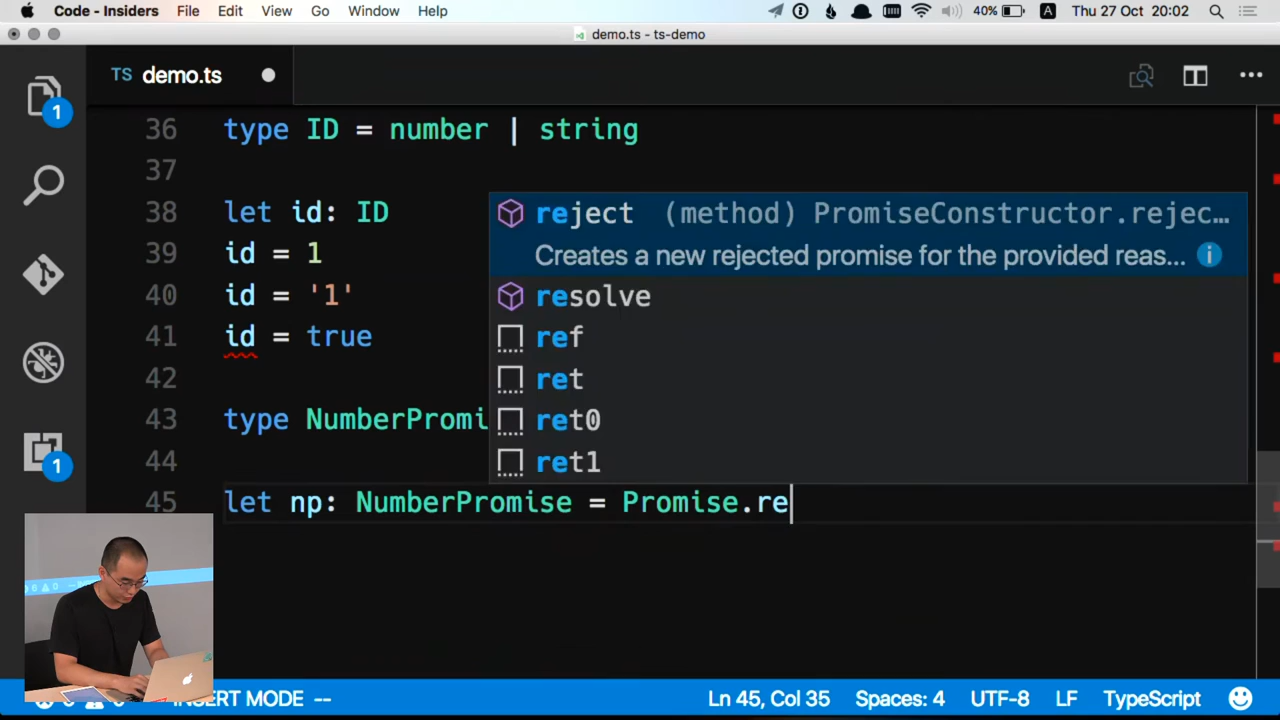 Code - Insiders File Edit View Go Window Help 40% A Thu 27 Oct 20:02
demo.ts - ts-demo
TS demo.ts
1
36 type ID = number | string
37
38 let id: ID
39 id = 1
40 id = '1'
41 id = true
42
43 type NumberPromi
44
45 let np: NumberPromise = Promise.re
reject (method) PromiseConstructor.rejec…
Creates a new rejected promise for the provided reas...
resolve
ref
ret
ret0
ret1
1
INSERT MODE -- Ln 45, Col 35 Spaces: 4 UTF-8 LF TypeScript